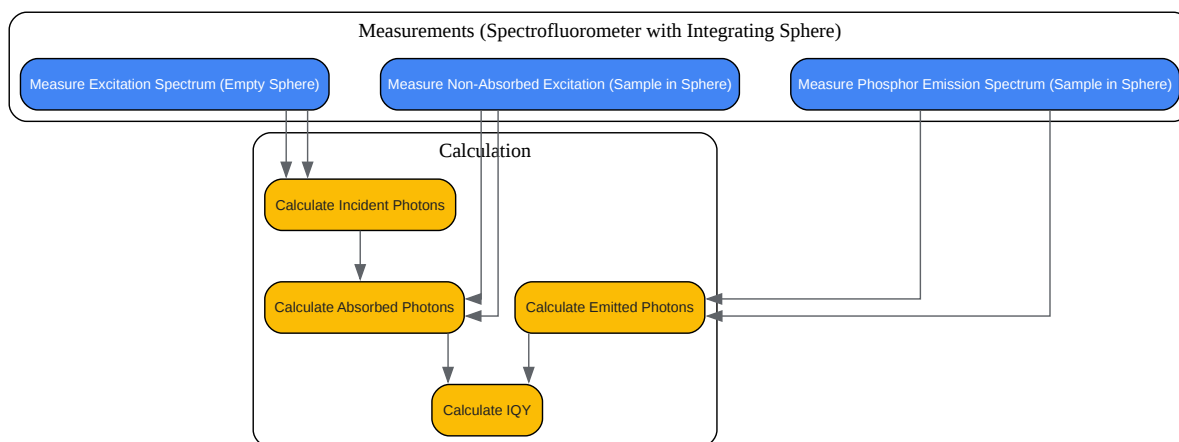 Measurements (Spectrofluorometer with Integrating Sphere)
Measure Excitation Spectrum (Empty Sphere)
Measure Non-Absorbed Excitation (Sample in Sphere)
Measure Phosphor Emission Spectrum (Sample in Sphere)
Calculation
Calculate Incident Photons
Calculate Absorbed Photons
Calculate Emitted Photons
Calculate IQY